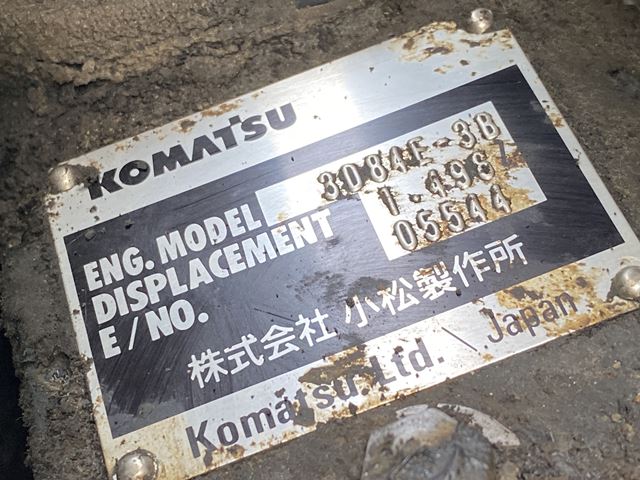 KOMATSU
ENG. MODEL 3D84E-3B
DISPLACEMENT 1.496 l
E/NO. 05544
株式会社 小松製作所
Komatsu Ltd. \ Japan